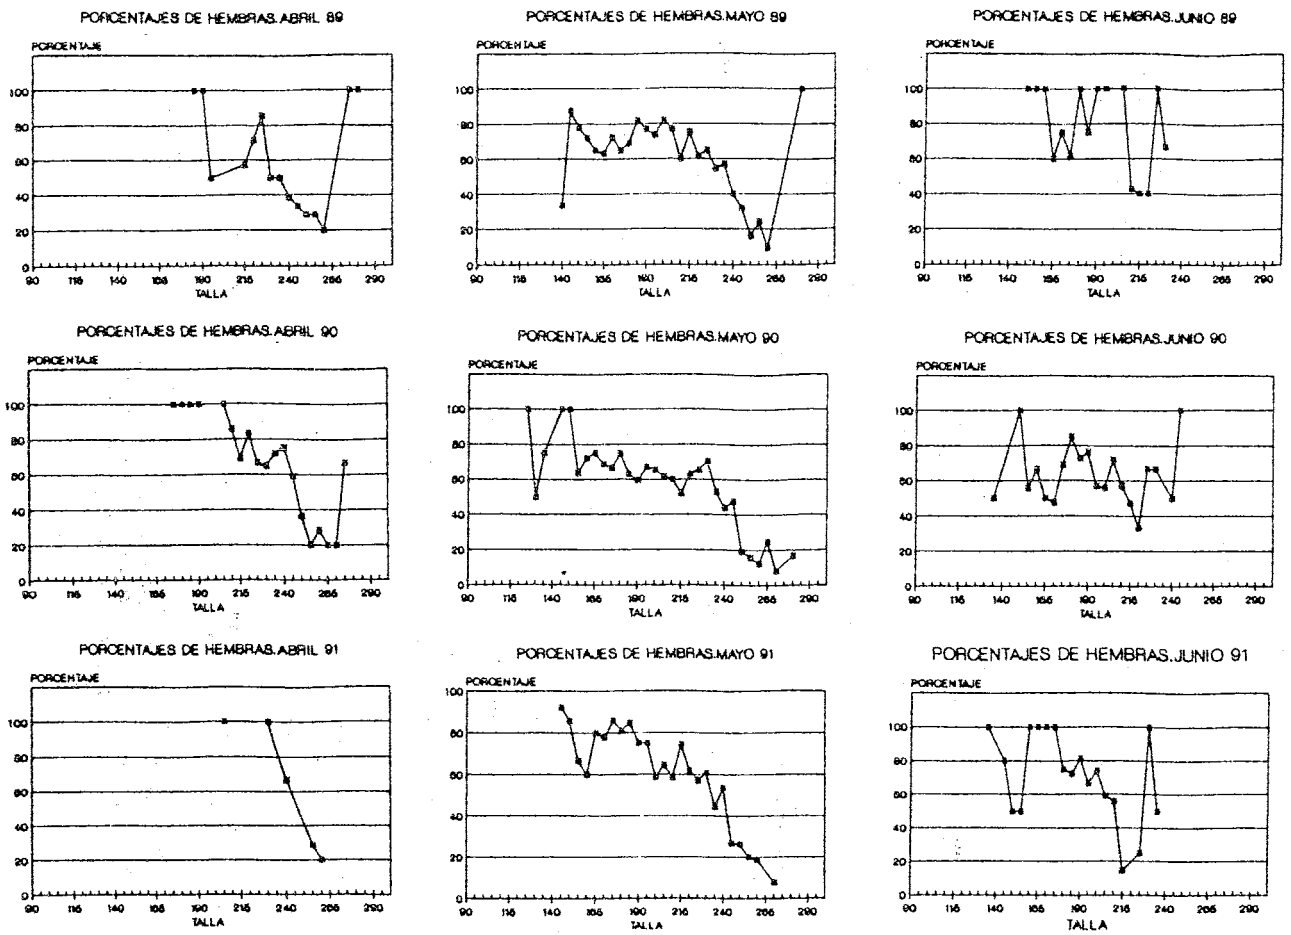 PORCENTAJES DE HEMBRAS.ABRIL 89
PORCENTAJE
100
80
60
40
20
0
90 115 140 165 190 215 240 265 290
TALLA
PORCENTAJES DE HEMBRAS.MAYO 89
PORCENTAJE
100
80
60
40
20
0
90 115 140 165 190 215 240 265 290
TALLA
PORCENTAJES DE HEMBRAS.JUNIO 89
PORCENTAJE
100
80
60
40
20
0
90 115 140 165 190 215 240 265 290
TALLA
PORCENTAJES DE HEMBRAS.ABRIL 90
PORCENTAJE
100
80
60
40
20
0
90 115 140 165 190 215 240 265 290
TALLA
PORCENTAJES DE HEMBRAS.MAYO 90
PORCENTAJE
100
80
60
40
20
0
90 115 140 165 190 215 240 265 290
TALLA
PORCENTAJES DE HEMBRAS.JUNIO 90
PORCENTAJE
100
80
60
40
20
0
90 115 140 165 190 215 240 265 290
TALLA
PORCENTAJES DE HEMBRAS.ABRIL 91
PORCENTAJE
100
80
60
40
20
0
90 115 140 165 190 215 240 265 290
TALLA
PORCENTAJES DE HEMBRAS.MAYO 91
PORCENTAJE
100
80
60
40
20
0
90 115 140 165 190 215 240 265 290
TALLA
PORCENTAJES DE HEMBRAS.JUNIO 91
PORCENTAJE
100
80
60
40
20
0
90 115 140 165 190 215 240 265 290
TALLA